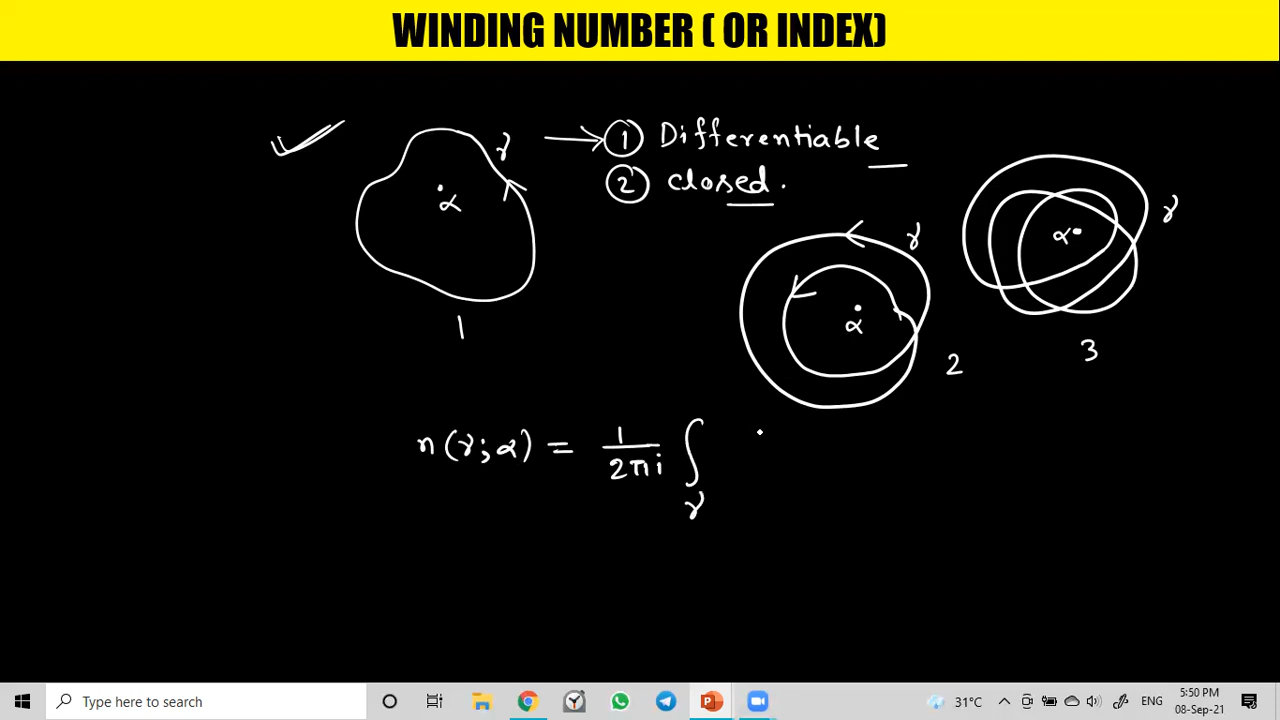 WINDING NUMBER ( OR INDEX)
γ → ① Differentiable
② closed.
α
1
γ
α
2
γ
α
3
n(γ;α) = 1/2πi ∫γ
Type here to search
31°C
ENG
5:50 PM
08-Sep-21